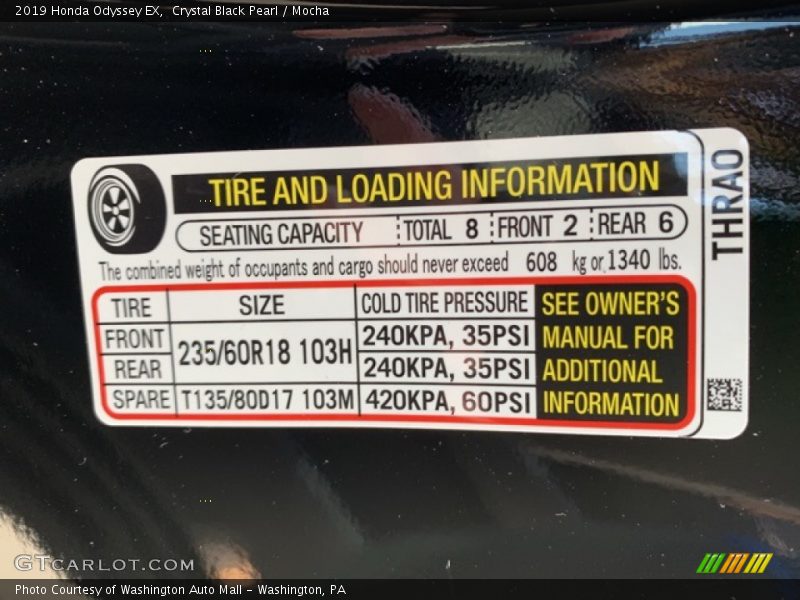 2019 Honda Odyssey EX, Crystal Black Pearl / Mocha
TIRE AND LOADING INFORMATION
SEATING CAPACITY TOTAL 8 FRONT 2 REAR 6
The combined weight of occupants and cargo should never exceed 608 kg or 1340 lbs.
TIRE SIZE COLD TIRE PRESSURE
FRONT 235/60R18 103H 240KPA, 35PSI
REAR 240KPA, 35PSI
SPARE T135/80D17 103M 420KPA, 60PSI
SEE OWNER'S
MANUAL FOR
ADDITIONAL
INFORMATION
THRAO
GTCARLOT.COM
Photo Courtesy of Washington Auto Mall - Washington, PA